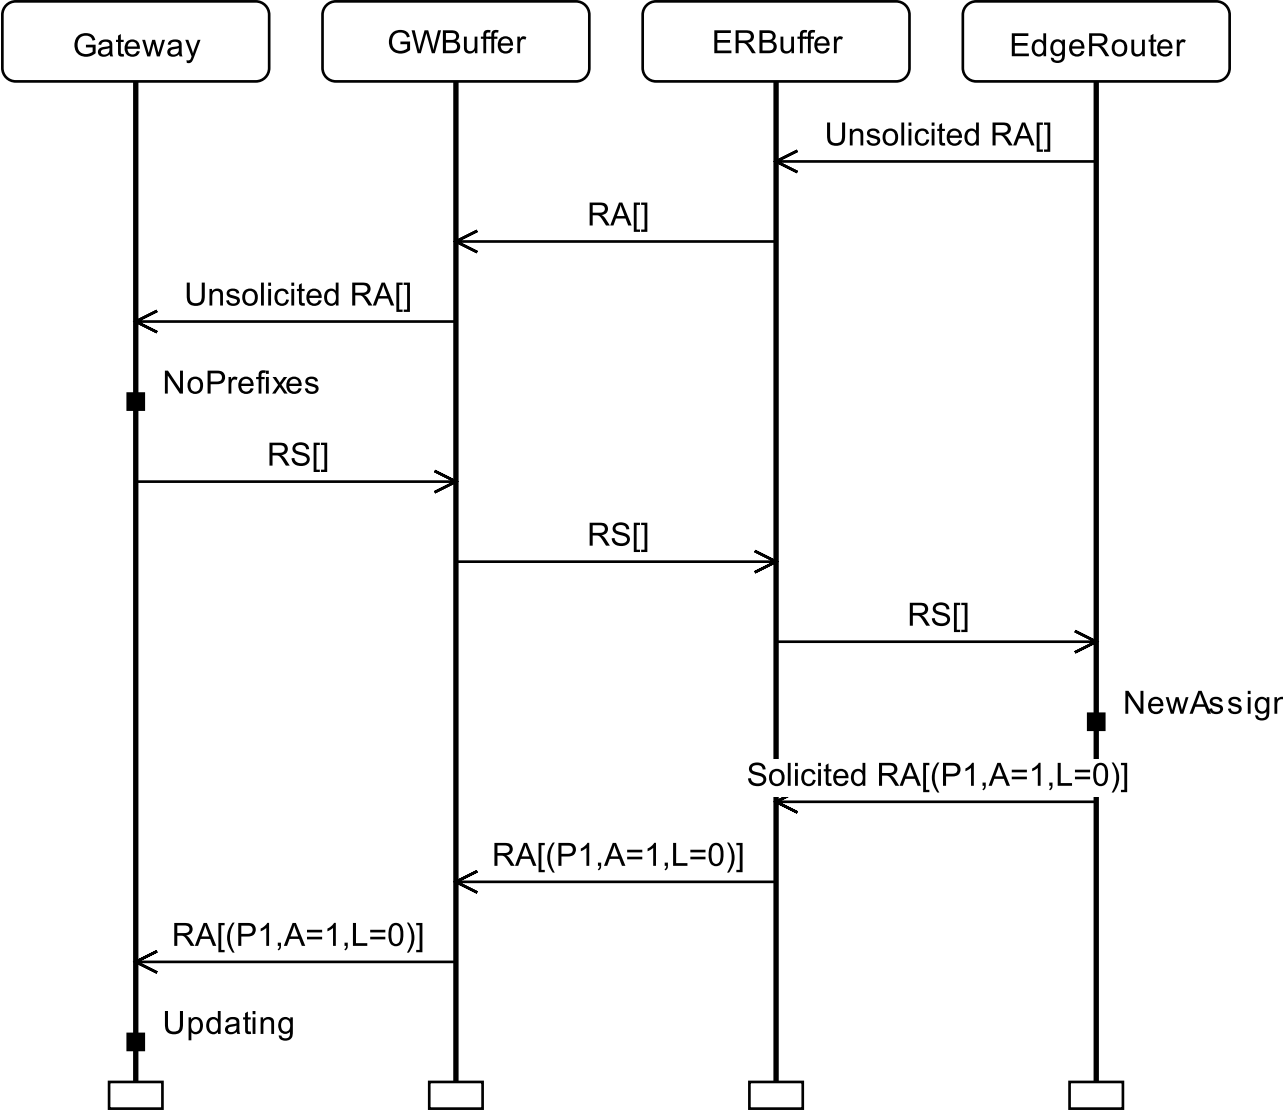 Gateway
GWBuffer
ERBuffer
EdgeRouter
Unsolicited RA[]
RA[]
Unsolicited RA[]
NoPrefixes
RS[]
RS[]
RS[]
NewAssign
Solicited RA[(P1,A=1,L=0)]
RA[(P1,A=1,L=0)]
RA[(P1,A=1,L=0)]
Updating